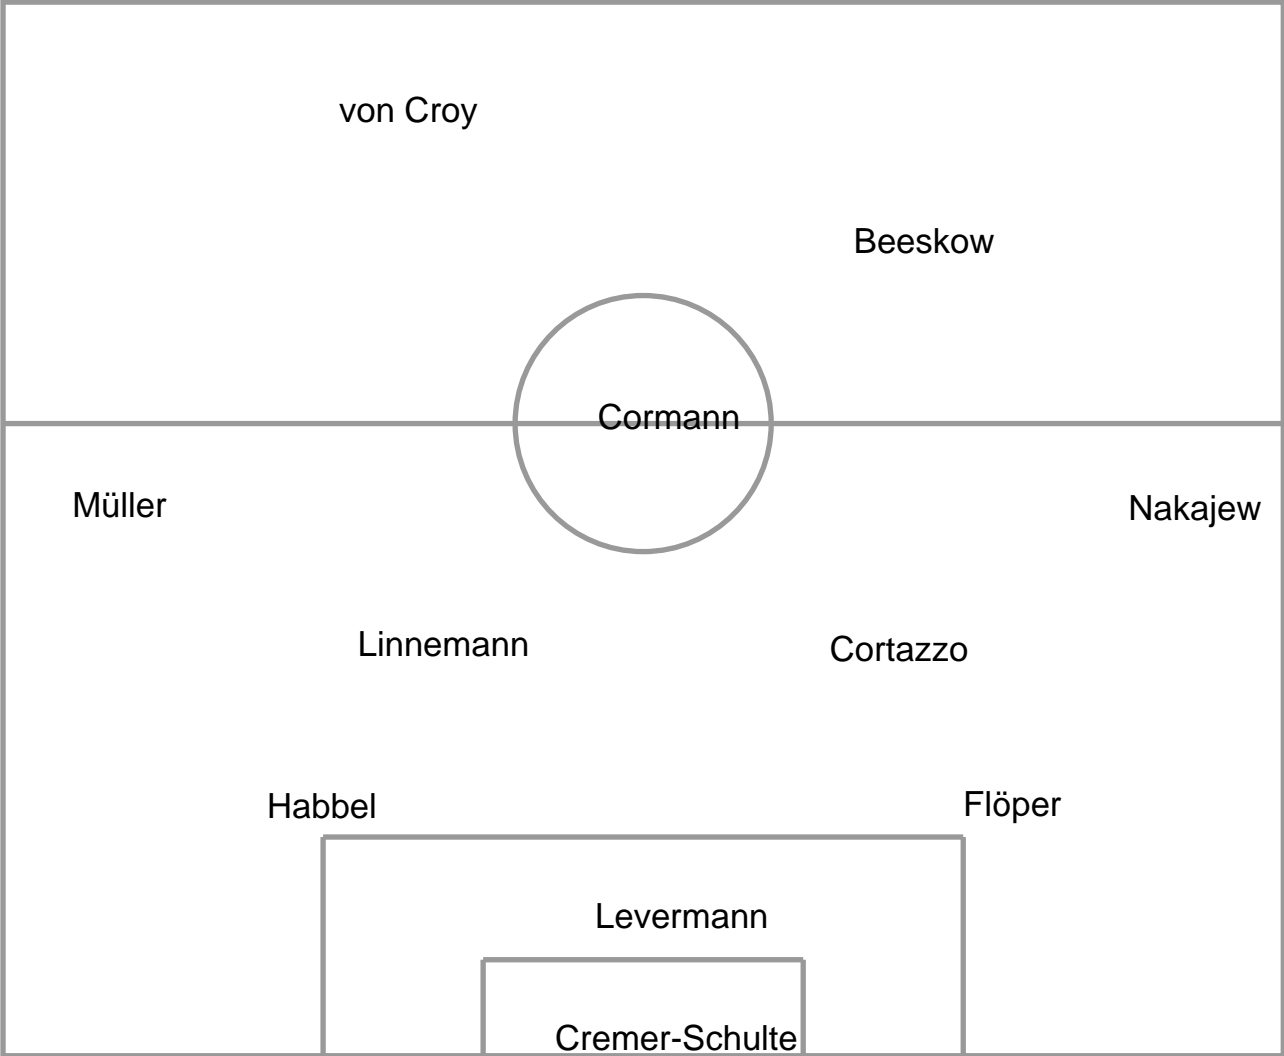 von Croy
Beeskow
Cormann
Müller
Nakajew
Linnemann
Cortazzo
Habbel
Flöper
Levermann
Cremer-Schulte